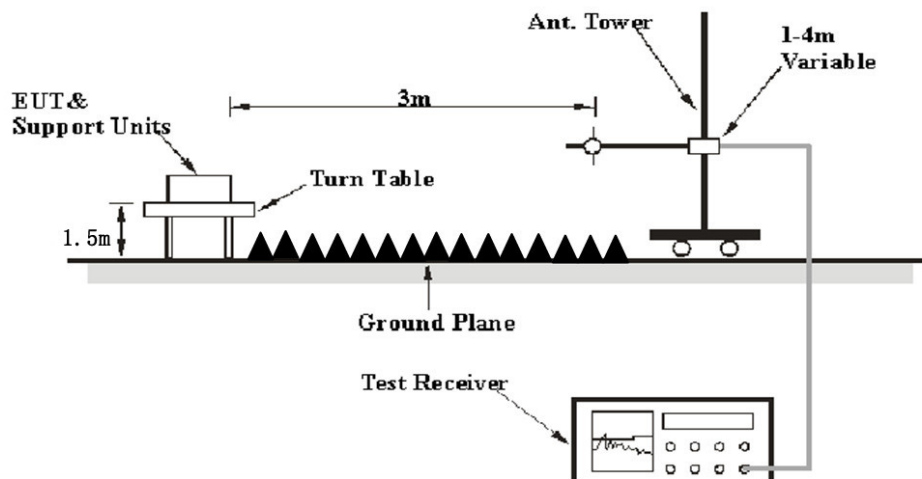 Ant. Tower
1-4m
Variable
3m
EUT&
Support Units
Turn Table
1.5m
Ground Plane
Test Receiver